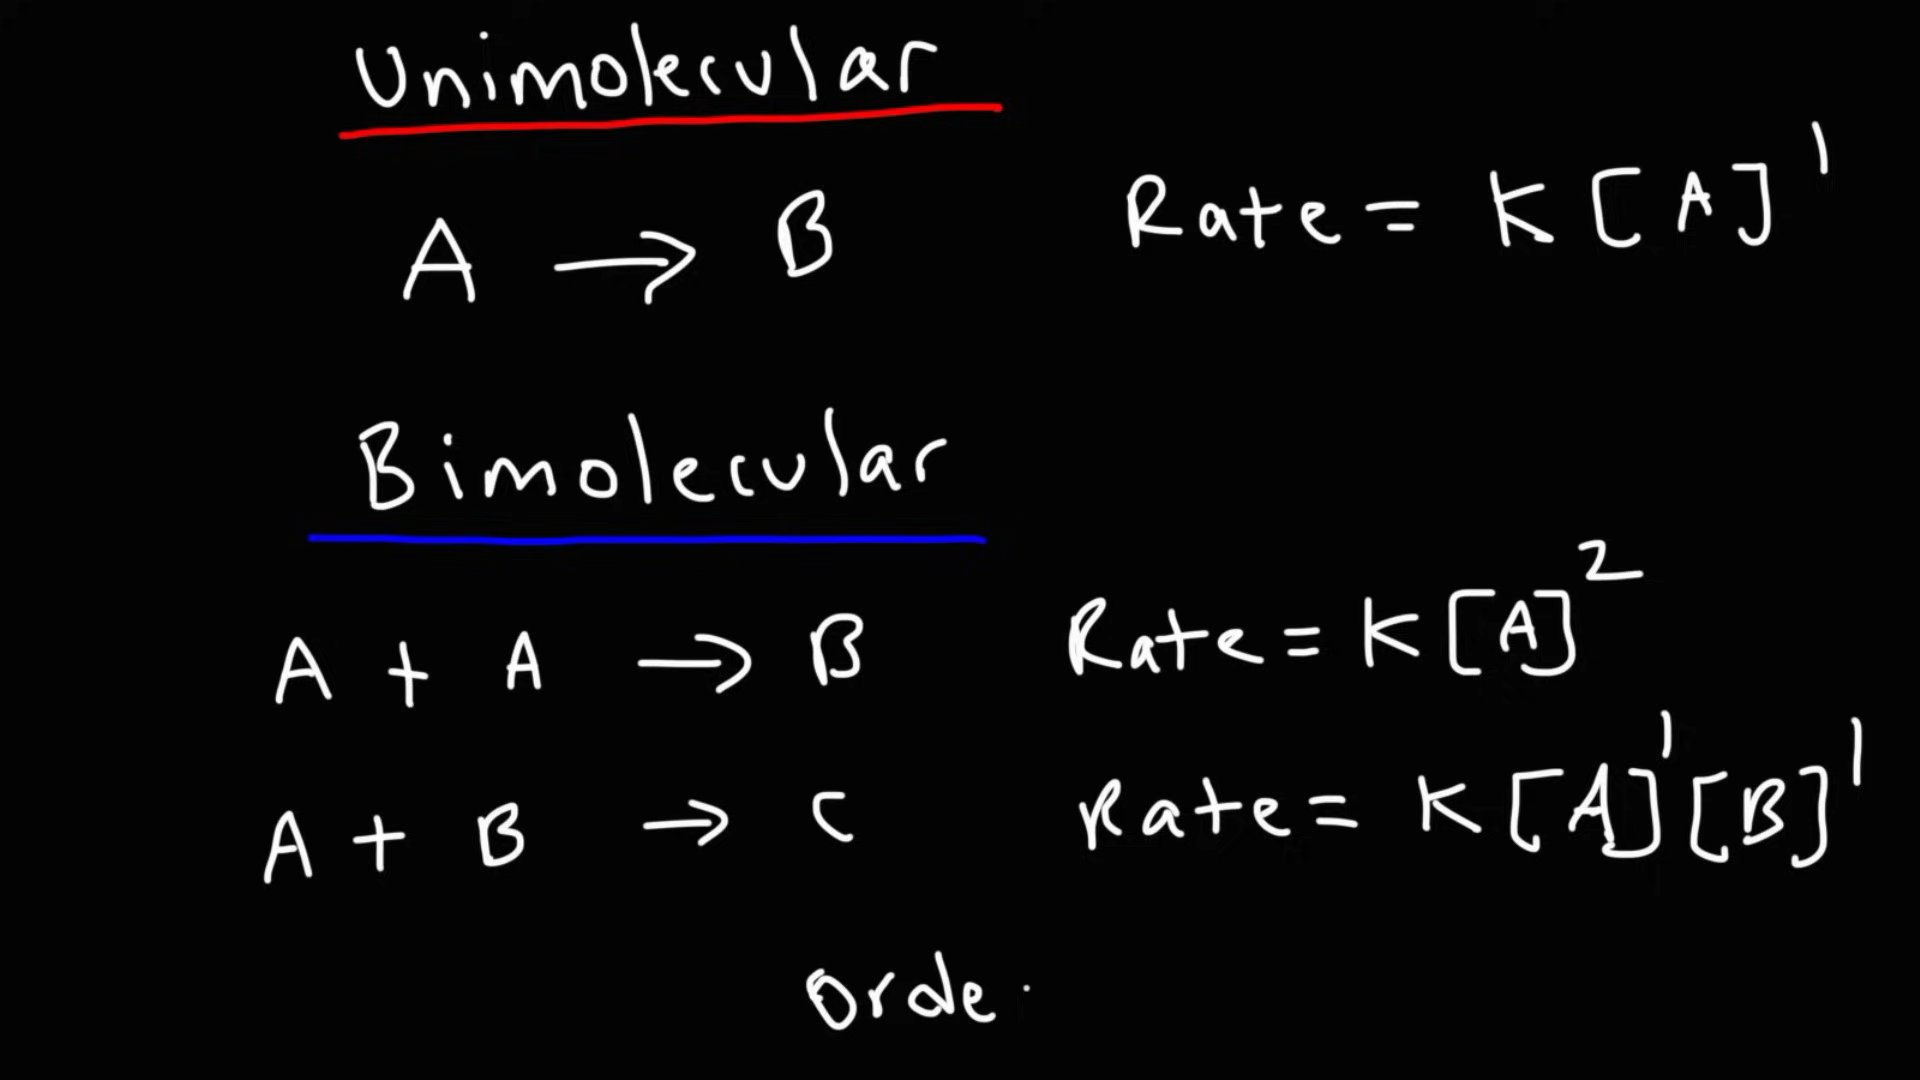 Unimolecular
A → B Rate = K[A]¹
Bimolecular
A + A → B Rate = K[A]²
A + B → C Rate = K[A]¹[B]¹
Orde